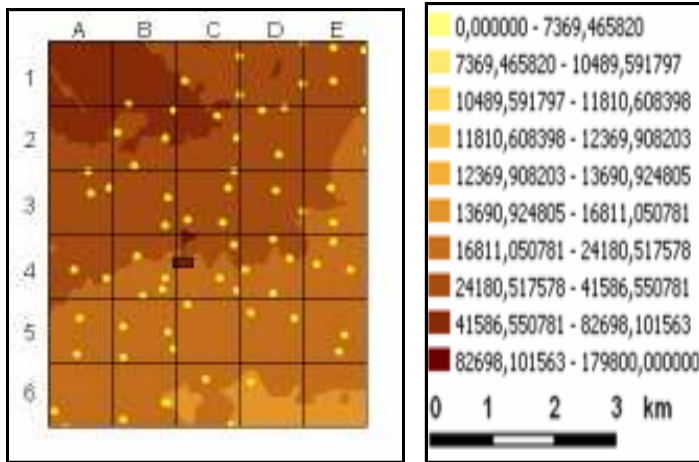 A B C D E
1
2
3
4
5
6
0,000000 - 7369,465820
7369,465820 - 10489,591797
10489,591797 - 11810,608398
11810,608398 - 12369,908203
12369,908203 - 13690,924805
13690,924805 - 16811,050781
16811,050781 - 24180,517578
24180,517578 - 41586,550781
41586,550781 - 82698,101563
82698,101563 - 179800,000000
0 1 2 3 km